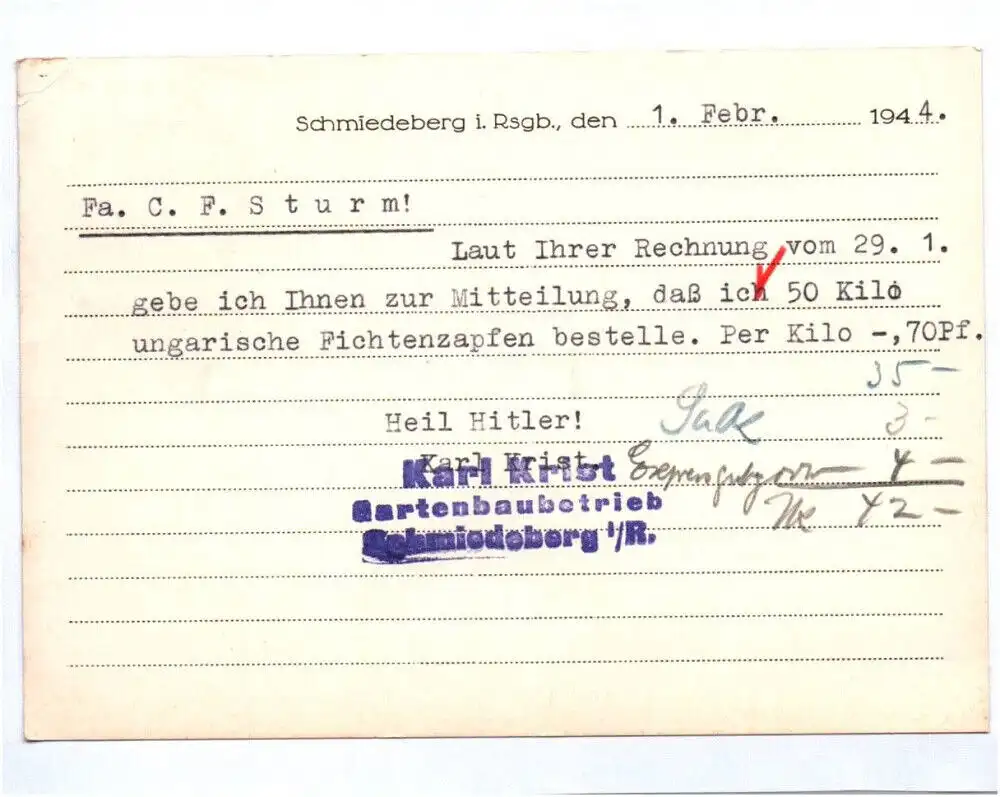 Schmiedeberg i. Rsgb., den 1. Febr. 1944.
Fa. C. F. S t u r m!
Laut Ihrer Rechnung vom 29. 1.
gebe ich Ihnen zur Mitteilung, daß ich 50 Kilo
ungarische Fichtenzapfen bestelle. Per Kilo -,70Pf.
35 —
Heil Hitler! 3 -
Karl Krist. 4 —
Karl Krist
Gartenbaubetrieb 42 -
Schmiedeberg i/R.